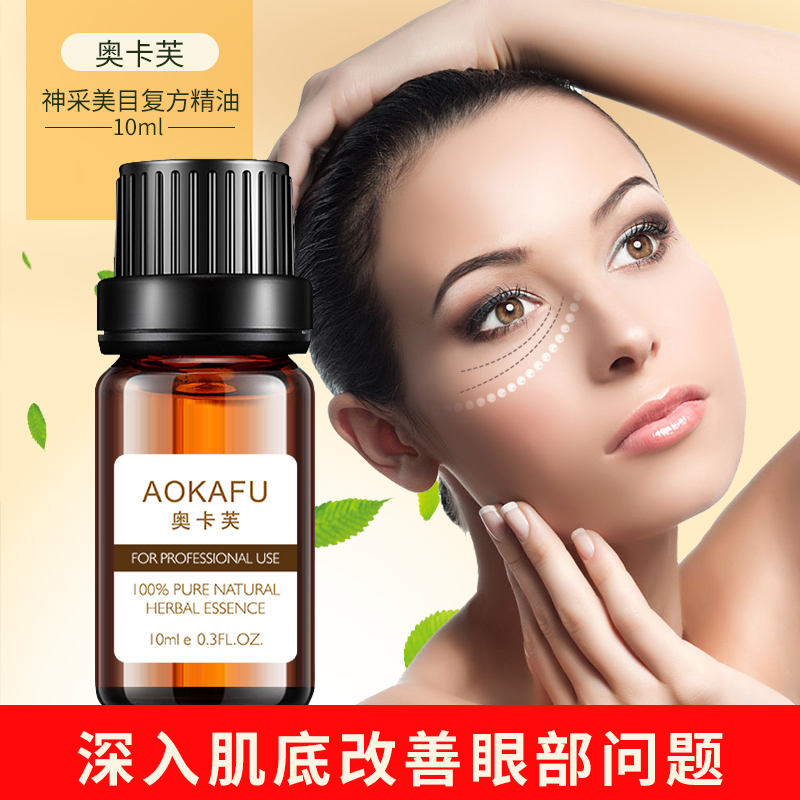 奥卡芙
神采美目复方精油
10ml
AOKAFU
奥卡芙
FOR PROFESSIONAL USE
100% PURE NATURAL
HERBAL ESSENCE
10ml e 0.3FL.OZ.
深入肌底改善眼部问题